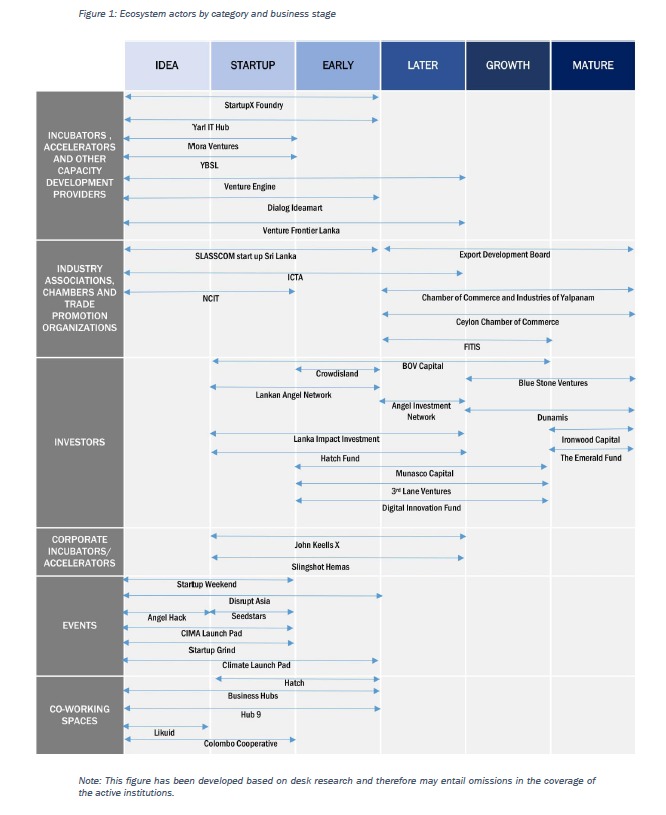 Figure 1: Ecosystem actors by category and business stage
IDEA
STARTUP
EARLY
LATER
GROWTH
MATURE
INCUBATORS ,
ACCELERATORS
AND OTHER
CAPACITY
DEVELOPMENT
PROVIDERS
StartupX Foundry
Yarl IT Hub
Mora Ventures
YBSL
Venture Engine
Dialog Ideamart
Venture Frontier Lanka
INDUSTRY
ASSOCIATIONS,
CHAMBERS AND
TRADE
PROMOTION
ORGANIZATIONS
SLASSCOM start up Sri Lanka
Export Development Board
ICTA
NCIT
Chamber of Commerce and Industries of Yalpanam
Ceylon Chamber of Commerce
FITIS
INVESTORS
BOV Capital
Crowdisland
Blue Stone Ventures
Lankan Angel Network
Angel Investment
Network
Dunamis
Lanka Impact Investment
Ironwood Capital
Hatch Fund
The Emerald Fund
Munasco Capital
3rd Lane Ventures
Digital Innovation Fund
CORPORATE
INCUBATORS/
ACCELERATORS
John Keells X
Slingshot Hemas
EVENTS
Startup Weekend
Disrupt Asia
Angel Hack
Seedstars
CIMA Launch Pad
Startup Grind
Climate Launch Pad
CO-WORKING
SPACES
Hatch
Business Hubs
Hub 9
Likuid
Colombo Cooperative
Note: This figure has been developed based on desk research and therefore may entail omissions in the coverage of
the active institutions.